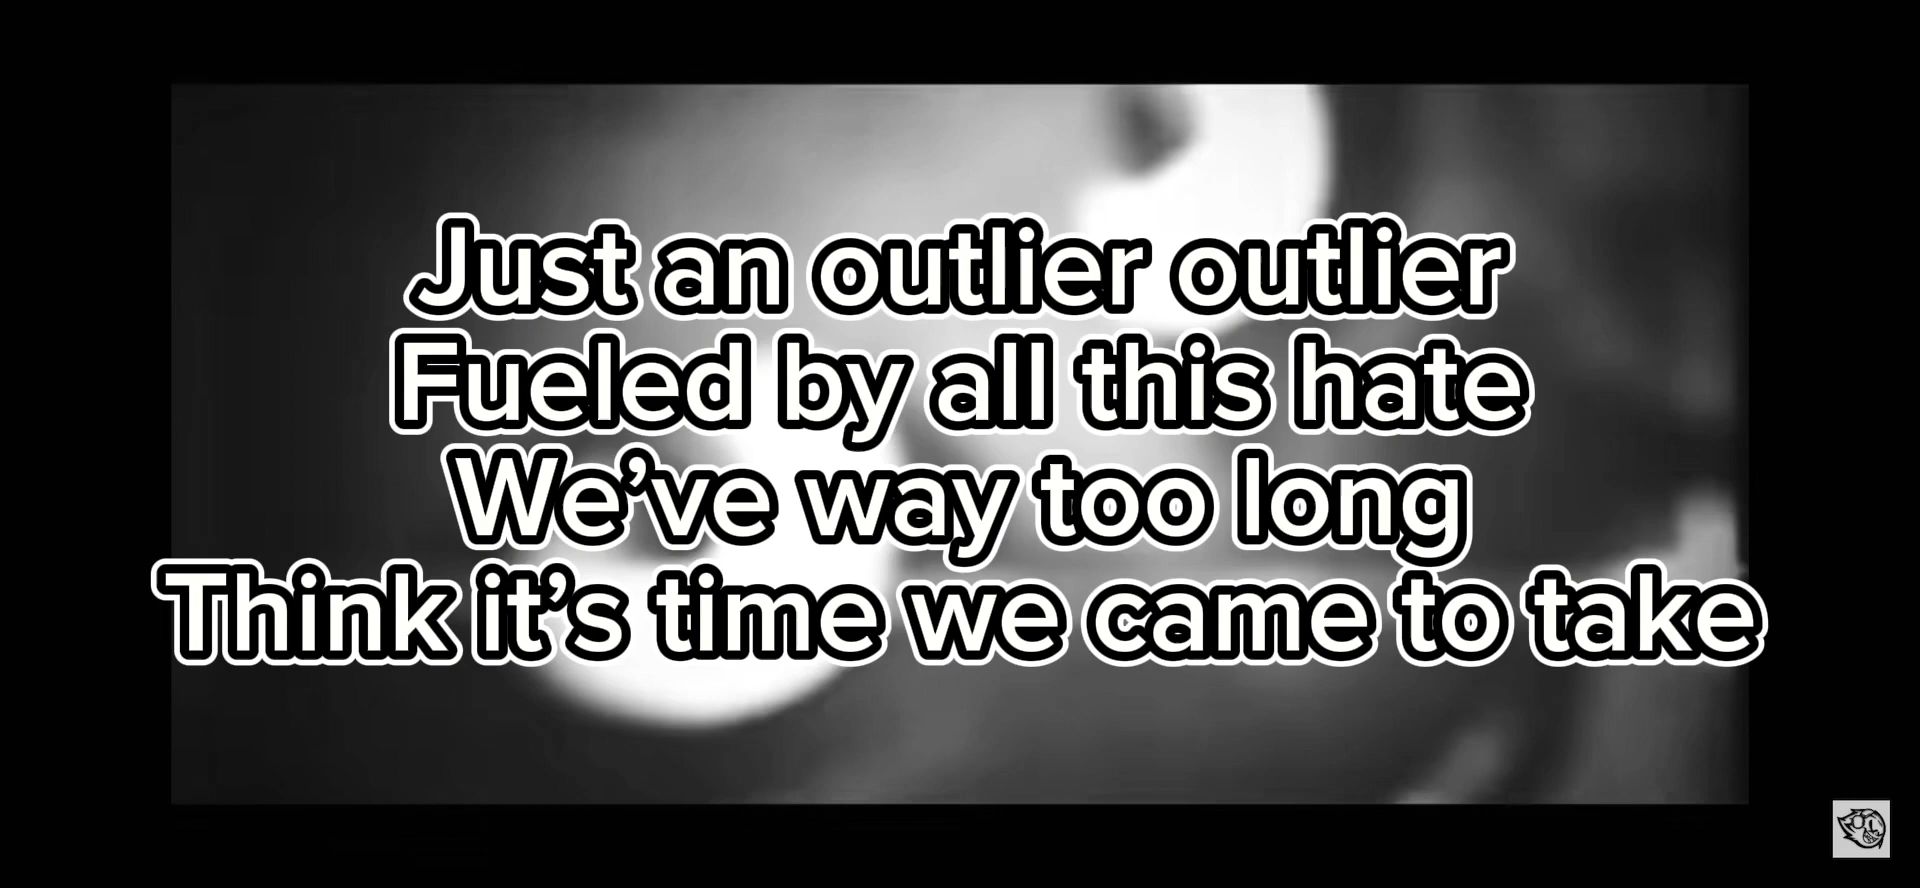 Just an outlier outlier
Fueled by all this hate
We’ve way too long
Think it’s time we came to take